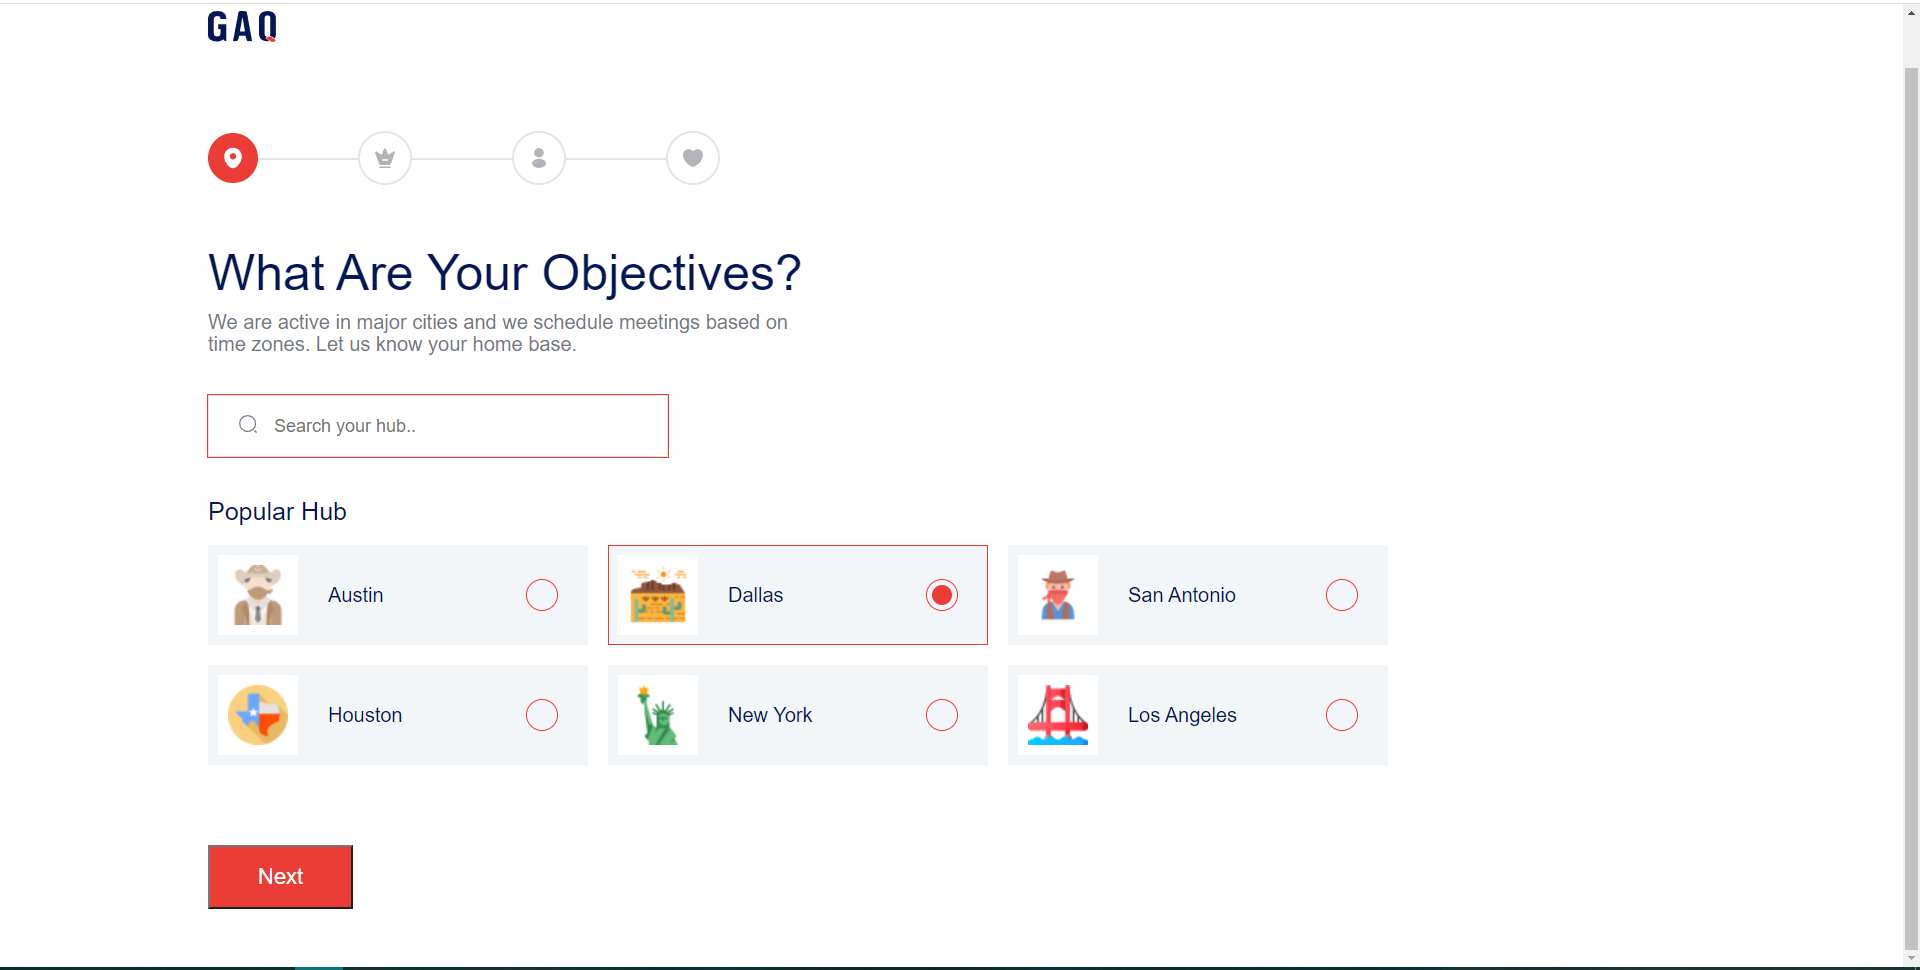 GAQ
What Are Your Objectives?
We are active in major cities and we schedule meetings based on
time zones. Let us know your home base.
Search your hub..
Popular Hub
Austin
Dallas
San Antonio
Houston
New York
Los Angeles
Next